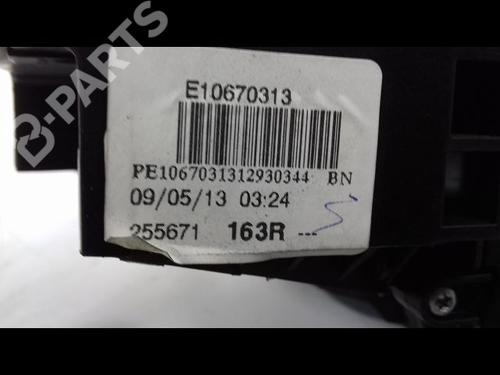 B-PARTS
E10670313
PE1067031312930344 BN
09/05/13 03:24
255671 163R ---